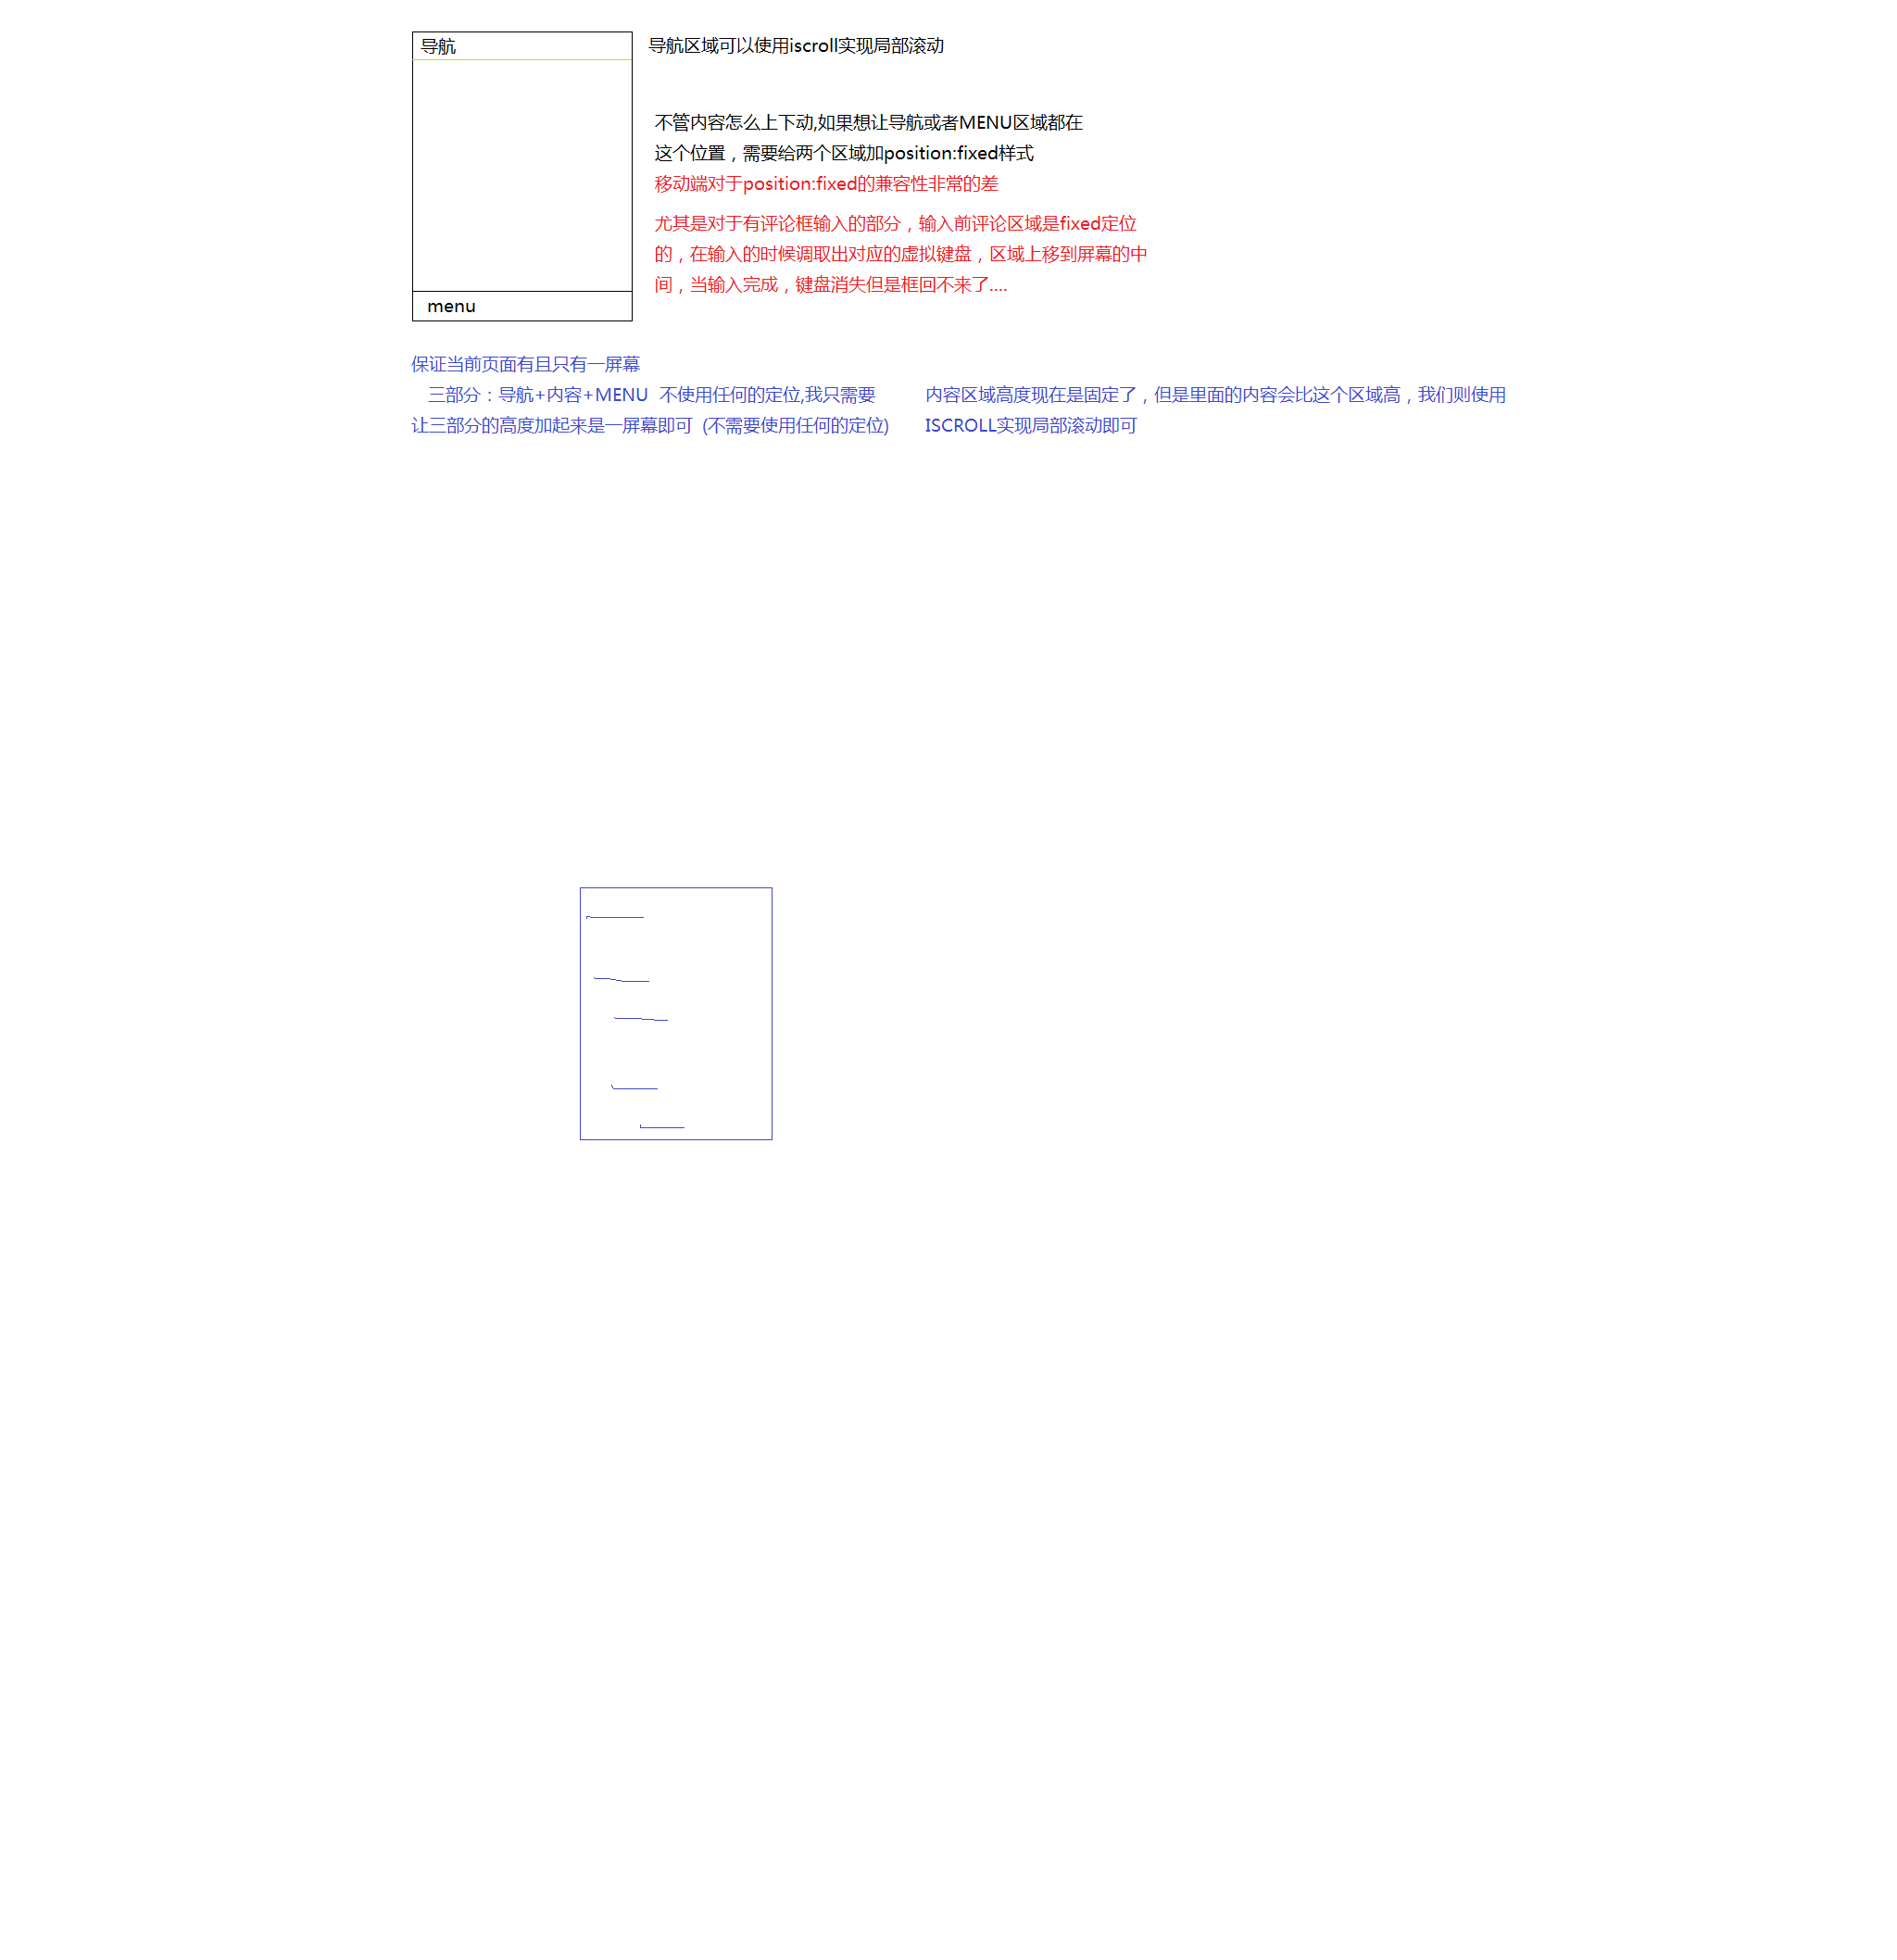 导航
导航区域可以使用iscroll实现局部滚动
不管内容怎么上下动,如果想让导航或者MENU区域都在
这个位置，需要给两个区域加position:fixed样式
移动端对于position:fixed的兼容性非常的差
尤其是对于有评论框输入的部分，输入前评论区域是fixed定位
的，在输入的时候调取出对应的虚拟键盘，区域上移到屏幕的中
间，当输入完成，键盘消失但是框回不来了....
menu
保证当前页面有且只有一屏幕
三部分：导航+内容+MENU 不使用任何的定位,我只需要
让三部分的高度加起来是一屏幕即可 (不需要使用任何的定位)
内容区域高度现在是固定了，但是里面的内容会比这个区域高，我们则使用
ISCROLL实现局部滚动即可